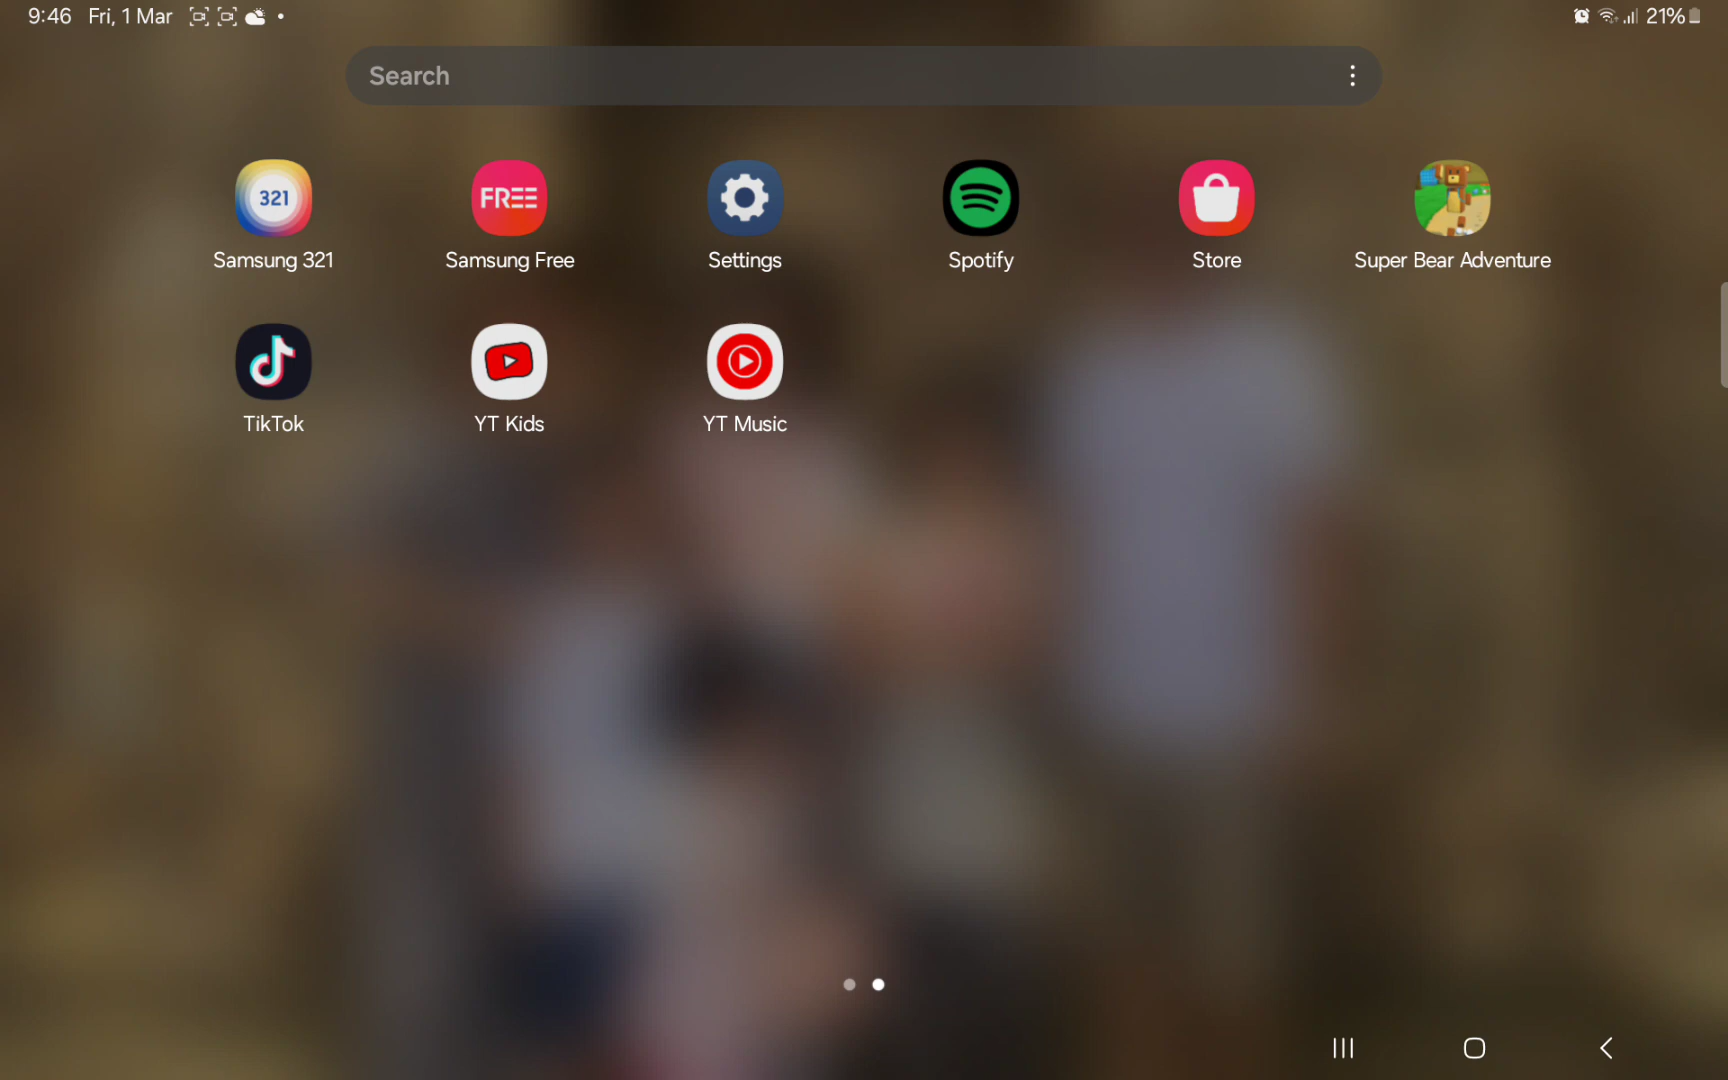 9:46 Fri, 1 Mar 21%
Search
321 FREE
Samsung 321 Samsung Free Settings Spotify Store Super Bear Adventure
TikTok YT Kids YT Music